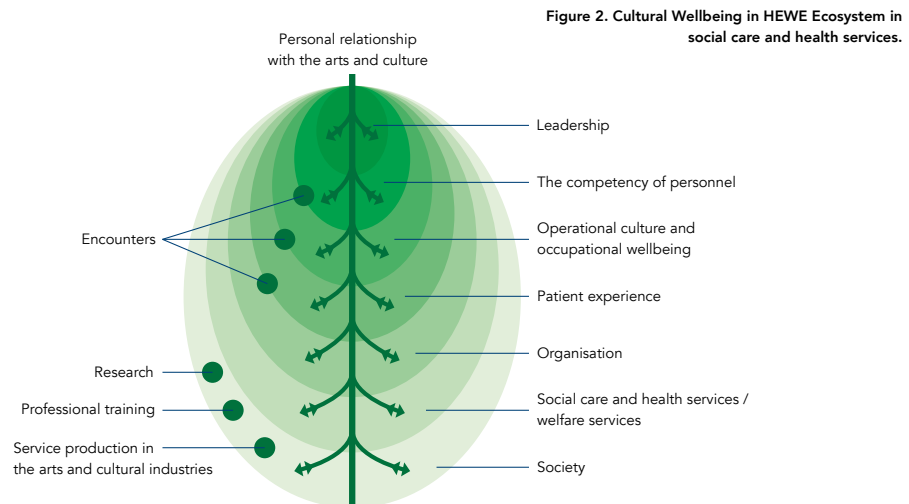 Figure 2. Cultural Wellbeing in HEWE Ecosystem in
social care and health services.
Personal relationship
with the arts and culture
Leadership
The competency of personnel
Operational culture and
occupational wellbeing
Encounters
Patient experience
Organisation
Research
Professional training
Social care and health services /
welfare services
Service production in
the arts and cultural industries
Society